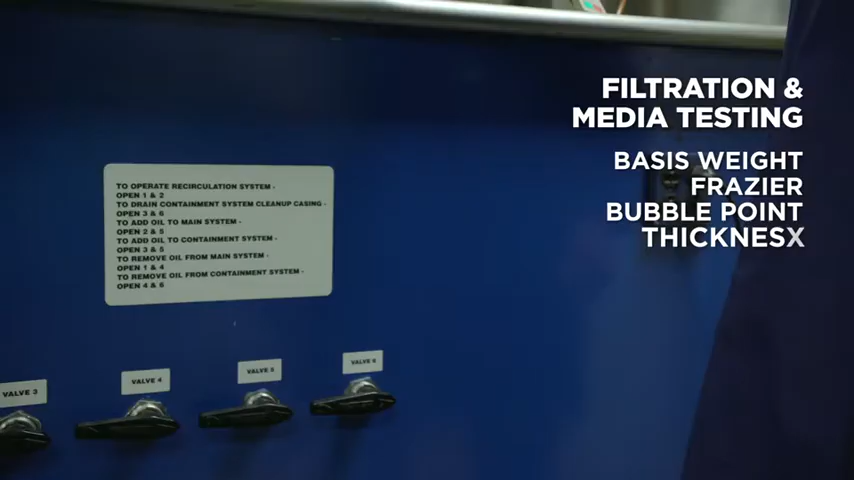 FILTRATION &
MEDIA TESTING
BASIS WEIGHT
FRAZIER
BUBBLE POINT
THICKNESX
TO OPERATE RECIRCULATION SYSTEM -
OPEN 1 & 2
TO DRAIN CONTAINMENT SYSTEM CLEANUP CASING -
OPEN 3 & 6
TO ADD OIL TO MAIN SYSTEM -
OPEN 2 & 5
TO ADD OIL TO CONTAINMENT SYSTEM -
OPEN 3 & 5
TO REMOVE OIL FROM MAIN SYSTEM -
OPEN 1 & 4
TO REMOVE OIL FROM CONTAINMENT SYSTEM -
OPEN 4 & 6
VALVE 3
VALVE 4
VALVE 5
VALVE 6